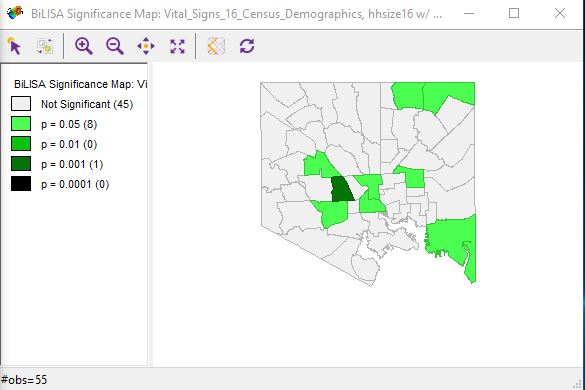 BiLISA Significance Map: Vital_Signs_16_Census_Demographics, hhsize16 w/ ...
BiLISA Significance Map: Vi
Not Significant (45)
p = 0.05 (8)
p = 0.01 (0)
p = 0.001 (1)
p = 0.0001 (0)
#obs=55